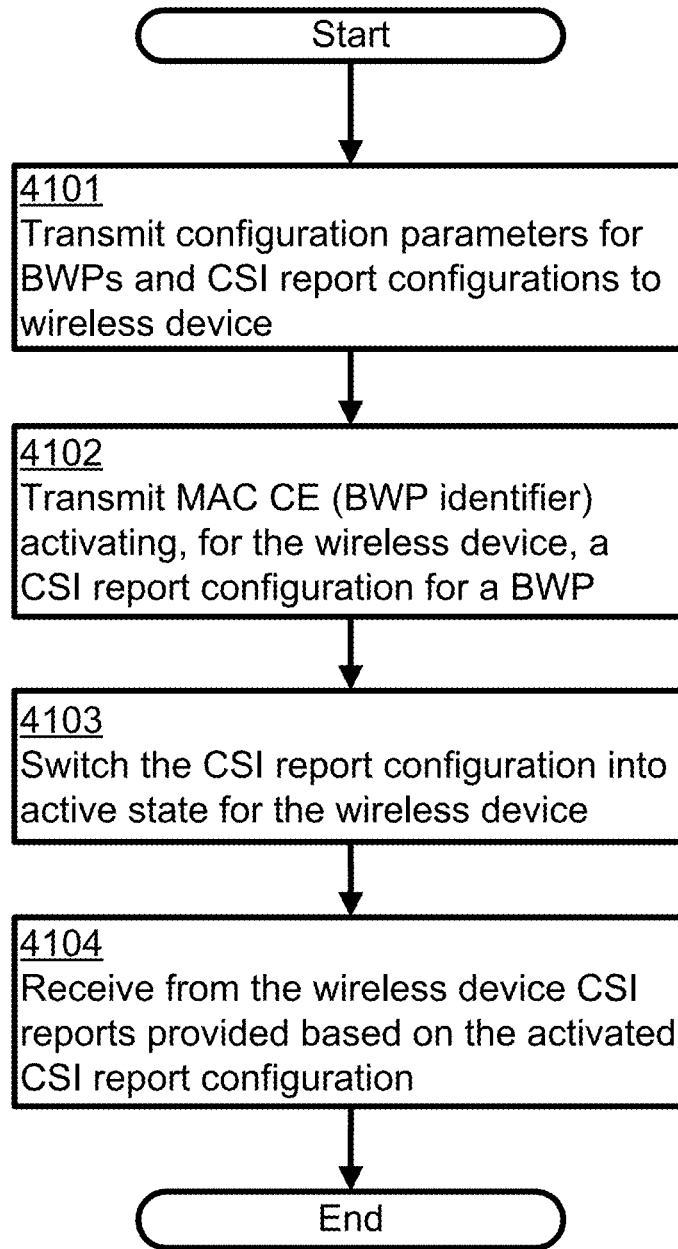 Start
4101
Transmit configuration parameters for
BWPs and CSI report configurations to
wireless device
4102
Transmit MAC CE (BWP identifier)
activating, for the wireless device, a
CSI report configuration for a BWP
4103
Switch the CSI report configuration into
active state for the wireless device
4104
Receive from the wireless device CSI
reports provided based on the activated
CSI report configuration
End